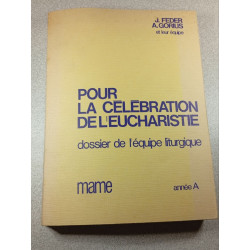 J. FEDER
A. GORIUS
et leur équipe
POUR
LA CÉLÉBRATION
DE L'EUCHARISTIE
dossier de l'équipe liturgique
mame
année A